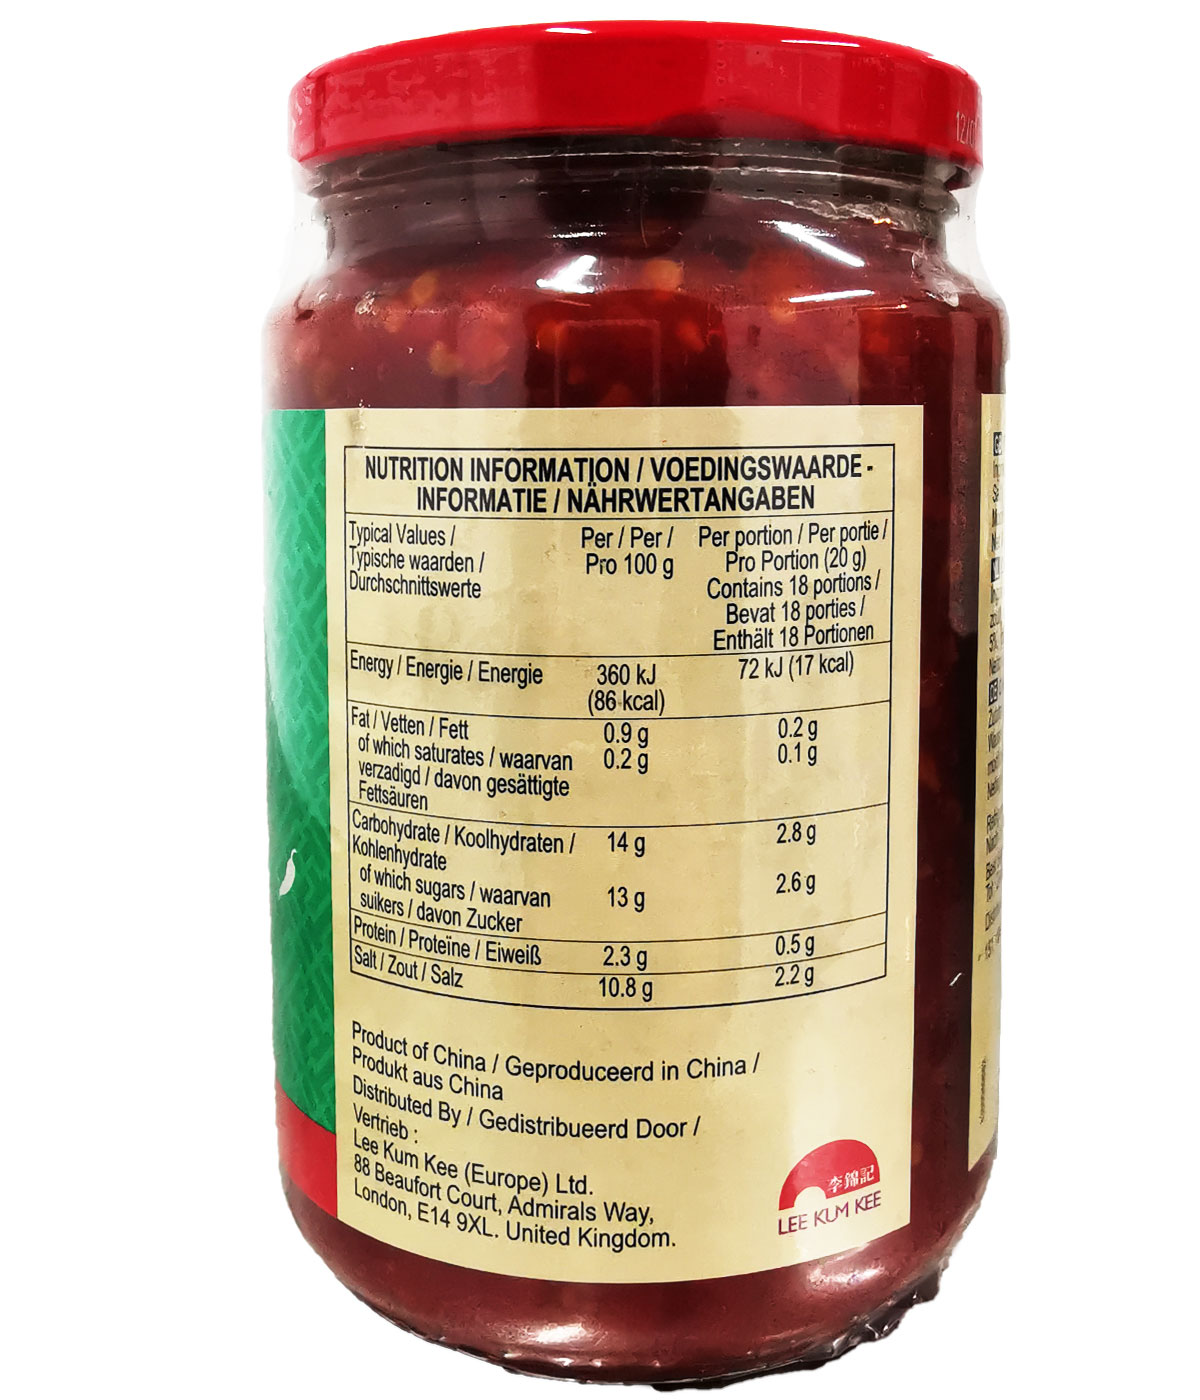 12/0
NUTRITION INFORMATION / VOEDINGSWAARDE -
INFORMATIE / NÄHRWERTANGABEN
Typical Values / Per / Per / Per portion / Per portie /
Typische waarden / Pro 100 g Pro Portion (20 g)
Durchschnittswerte Contains 18 portions /
Bevat 18 porties /
Enthält 18 Portionen
Energy / Energie / Energie 360 kJ 72 kJ (17 kcal)
(86 kcal)
Fat / Vetten / Fett 0.9 g 0.2 g
of which saturates / waarvan 0.2 g 0.1 g
verzadigd / davon gesättigte
Fettsäuren
Carbohydrate / Koolhydraten / 14 g 2.8 g
Kohlenhydrate
of which sugars / waarvan 13 g 2.6 g
suikers / davon Zucker
Protein / Proteïne / Eiweiß 2.3 g 0.5 g
Salt / Zout / Salz 10.8 g 2.2 g
Product of China / Geproduceerd in China /
Produkt aus China
Distributed By / Gedistribueerd Door /
Vertrieb :
Lee Kum Kee (Europe) Ltd.
88 Beaufort Court, Admirals Way,
London, E14 9XL. United Kingdom.
李錦記
LEE KUM KEE